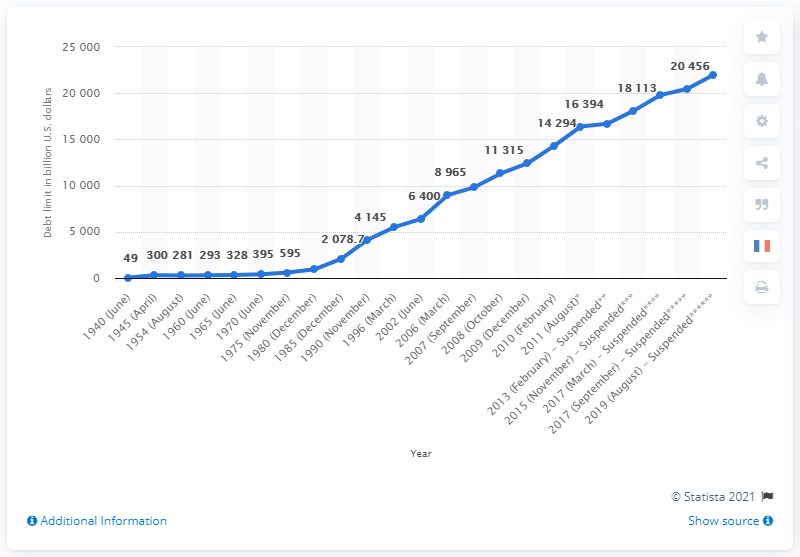 25 000
20 000
15 000
10 000
5 000
0
Debt limit in billion U.S. dollars
49
300
281
293
328
395
595
2 078.7
4 145
6 400
8 965
11 315
14 294
16 394
18 113
20 456
1940 (June)
1945 (April)
1954 (August)
1960 (June)
1965 (June)
1970 (June)
1975 (November)
1980 (December)
1985 (December)
1990 (November)
1996 (March)
2002 (June)
2006 (March)
2007 (September)
2008 (October)
2009 (December)
2010 (February)
2011 (August)*
2013 (February) – Suspended**
2015 (November) – Suspended***
2017 (March) – Suspended****
2017 (September) – Suspended*****
2019 (August) – Suspended******
Year
© Statista 2021
Additional Information
Show source